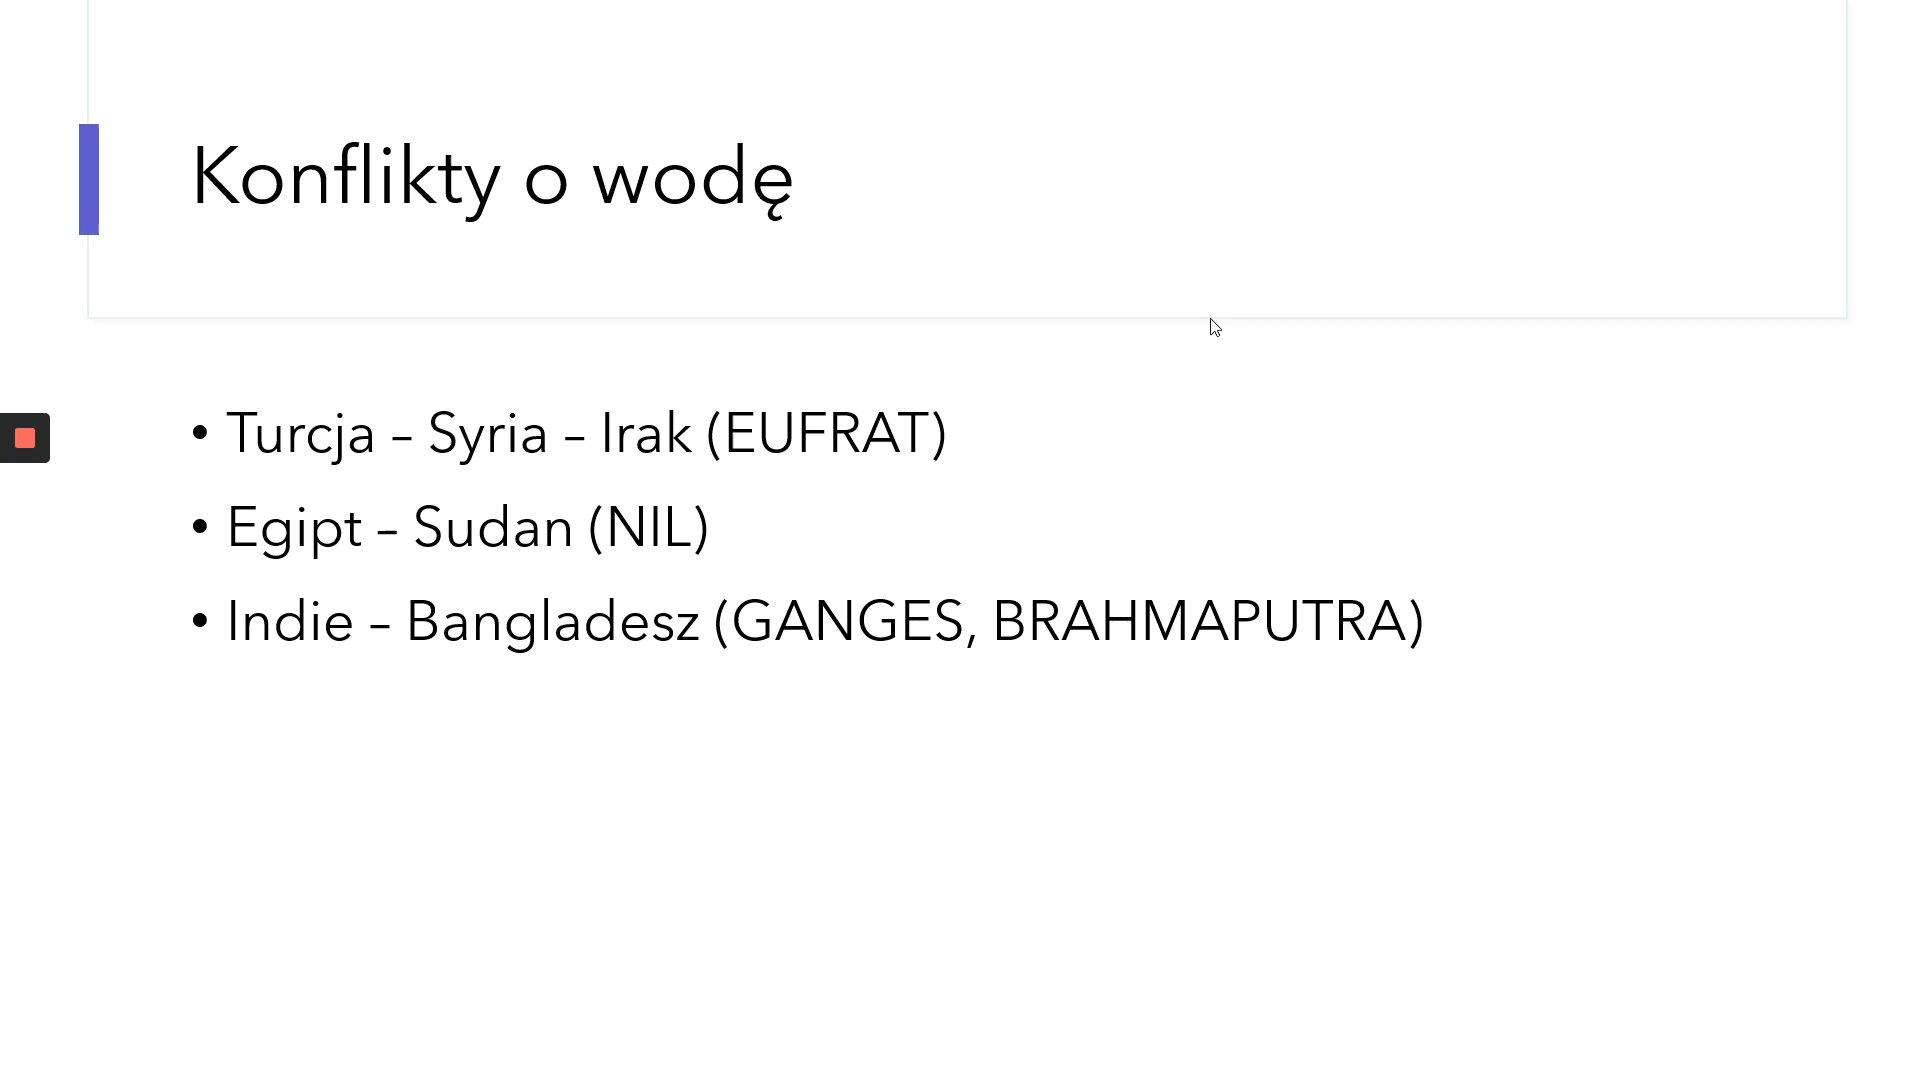 Konflikty o wodę
• Turcja – Syria – Irak (EUFRAT)
• Egipt – Sudan (NIL)
• Indie – Bangladesz (GANGES, BRAHMAPUTRA)